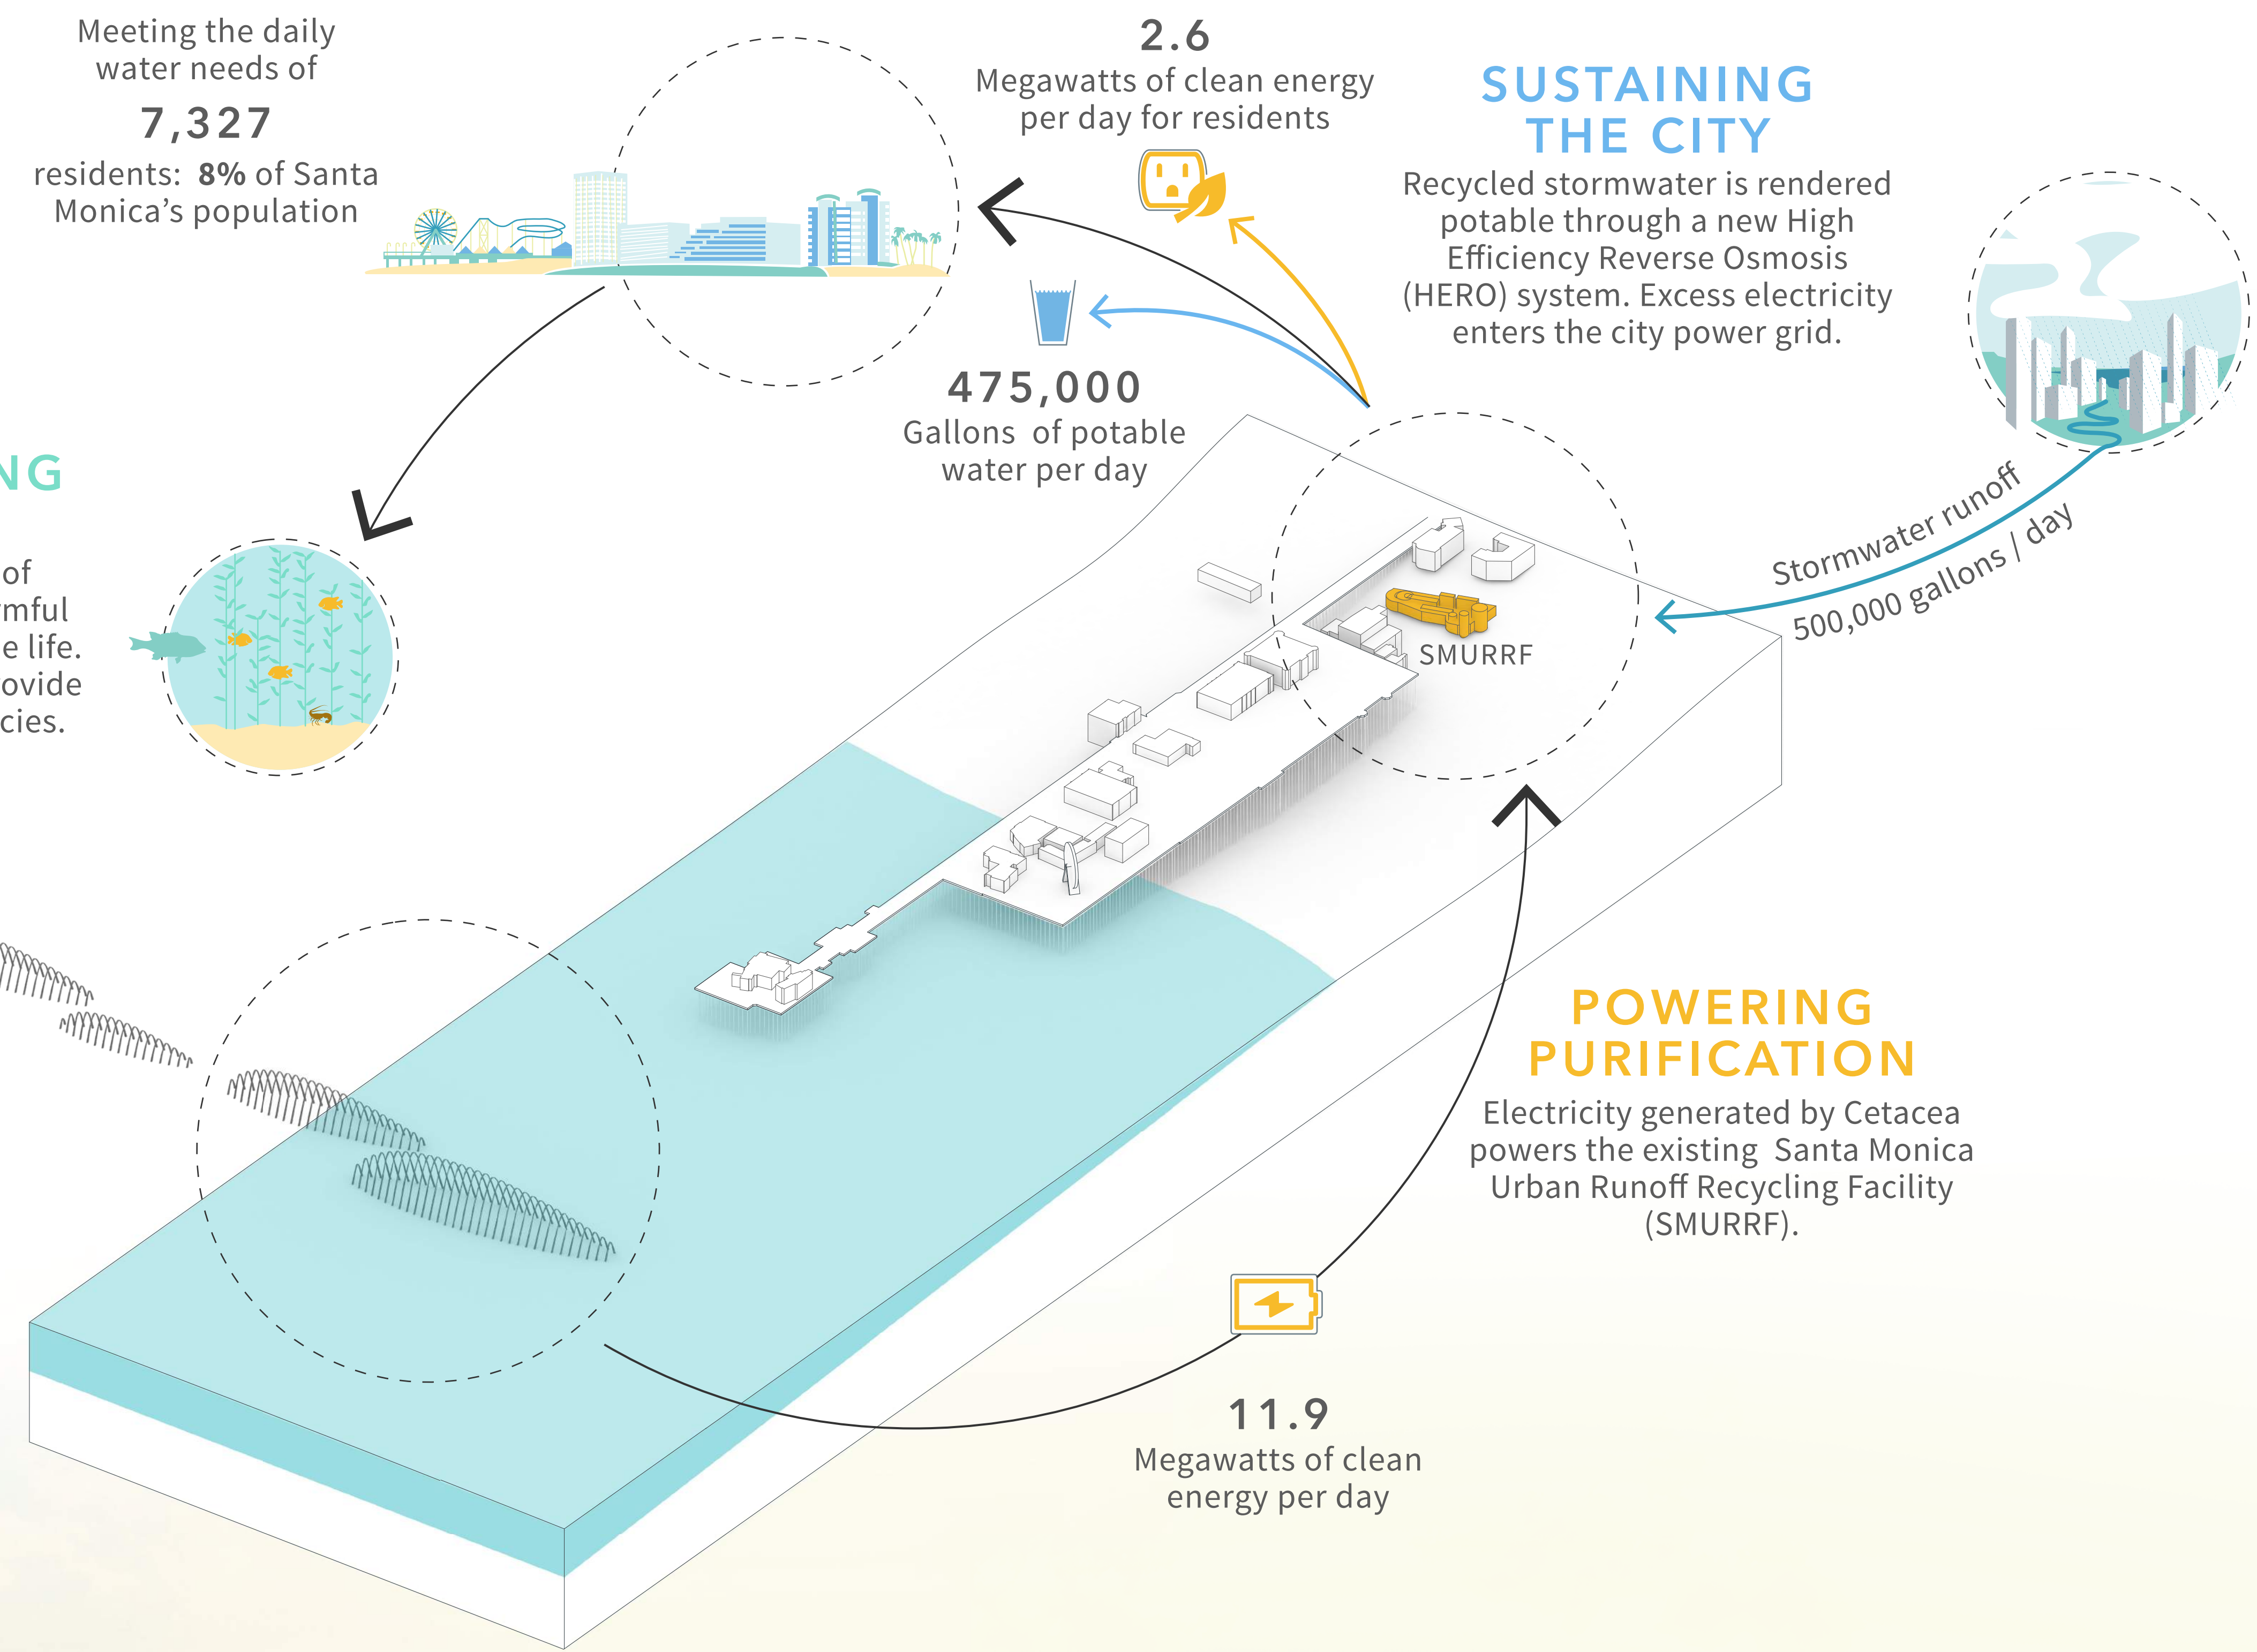 Meeting the daily
water needs of
7,327
residents: 8% of Santa
Monica's population
2.6
Megawatts of clean energy
per day for residents
SUSTAINING
THE CITY
Recycled stormwater is rendered
potable through a new High
Efficiency Reverse Osmosis
(HERO) system. Excess electricity
enters the city power grid.
475,000
Gallons of potable
water per day
Stormwater runoff
500,000 gallons / day
of
life.
SMURRF
POWERING
PURIFICATION
Electricity generated by Cetacea
powers the existing Santa Monica
Urban Runoff Recycling Facility
(SMURRF).
11.9
Megawatts of clean
energy per day